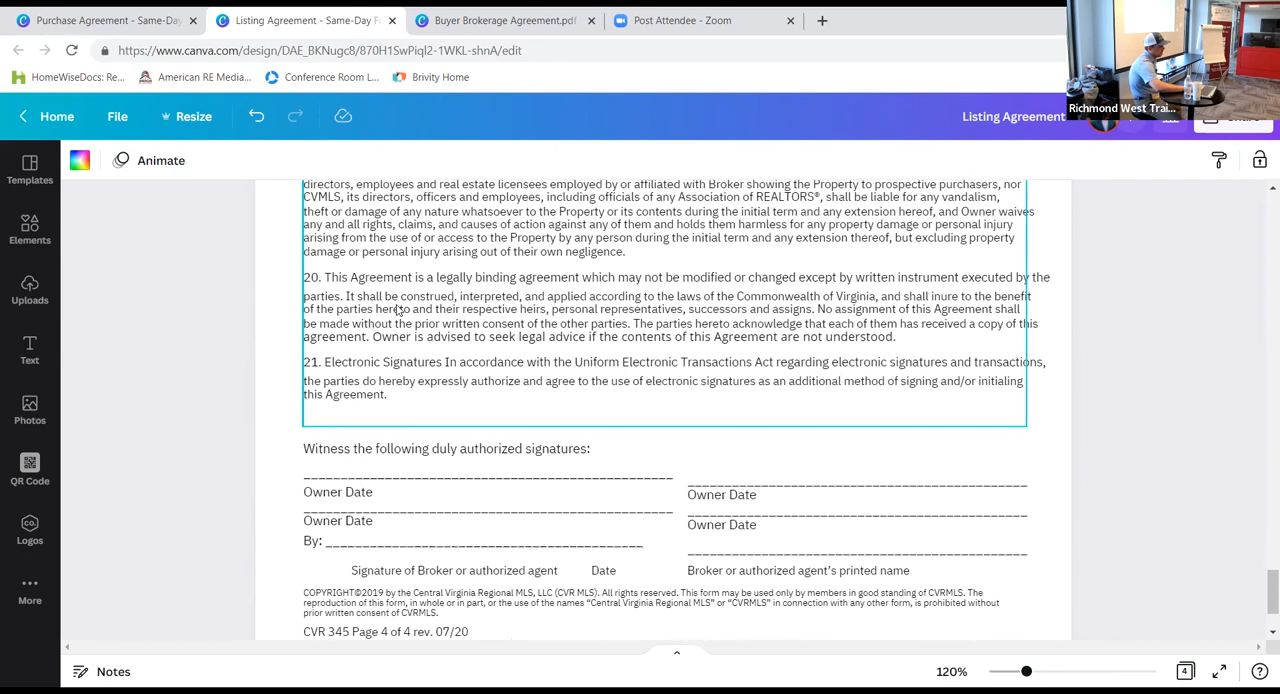 Purchase Agreement - Same-Day
Listing Agreement - Same-Day F
Buyer Brokerage Agreement.pdf
Post Attendee - Zoom
https://www.canva.com/design/DAE_BKNugc8/870H1SwPiql2-1WKL-shnA/edit
HomeWiseDocs: Re...
American RE Media...
Conference Room L...
Brivity Home
Richmond West Trai...
Home
File
Resize
Listing Agreement
Animate
Templates
Elements
Uploads
Text
Photos
QR Code
Logos
More
directors, employees and real estate licensees employed by or affiliated with Broker showing the Property to prospective purchasers, nor
CVMLS, its directors, officers and employees, including officials of any Association of REALTORS®, shall be liable for any vandalism,
theft or damage of any nature whatsoever to the Property or its contents during the initial term and any extension hereof, and Owner waives
any and all rights, claims, and causes of action against any of them and holds them harmless for any property damage or personal injury
arising from the use of or access to the Property by any person during the initial term and any extension thereof, but excluding property
damage or personal injury arising out of their own negligence.
20. This Agreement is a legally binding agreement which may not be modified or changed except by written instrument executed by the
parties. It shall be construed, interpreted, and applied according to the laws of the Commonwealth of Virginia, and shall inure to the benefit
of the parties hereto and their respective heirs, personal representatives, successors and assigns. No assignment of this Agreement shall
be made without the prior written consent of the other parties. The parties hereto acknowledge that each of them has received a copy of this
agreement. Owner is advised to seek legal advice if the contents of this Agreement are not understood.
21. Electronic Signatures In accordance with the Uniform Electronic Transactions Act regarding electronic signatures and transactions,
the parties do hereby expressly authorize and agree to the use of electronic signatures as an additional method of signing and/or initialing
this Agreement.
Witness the following duly authorized signatures:
Owner Date
Owner Date
Owner Date
Owner Date
By: ________________________________________
Signature of Broker or authorized agent Date
Broker or authorized agent's printed name
COPYRIGHT©2019 by the Central Virginia Regional MLS, LLC (CVR MLS). All rights reserved. This form may be used only by members in good standing of CVRMLS. The
reproduction of this form, in whole or in part, or the use of the names "Central Virginia Regional MLS" or "CVRMLS" in connection with any other form, is prohibited without
prior written consent of CVRMLS.
CVR 345 Page 4 of 4 rev. 07/20
Notes
120%
4